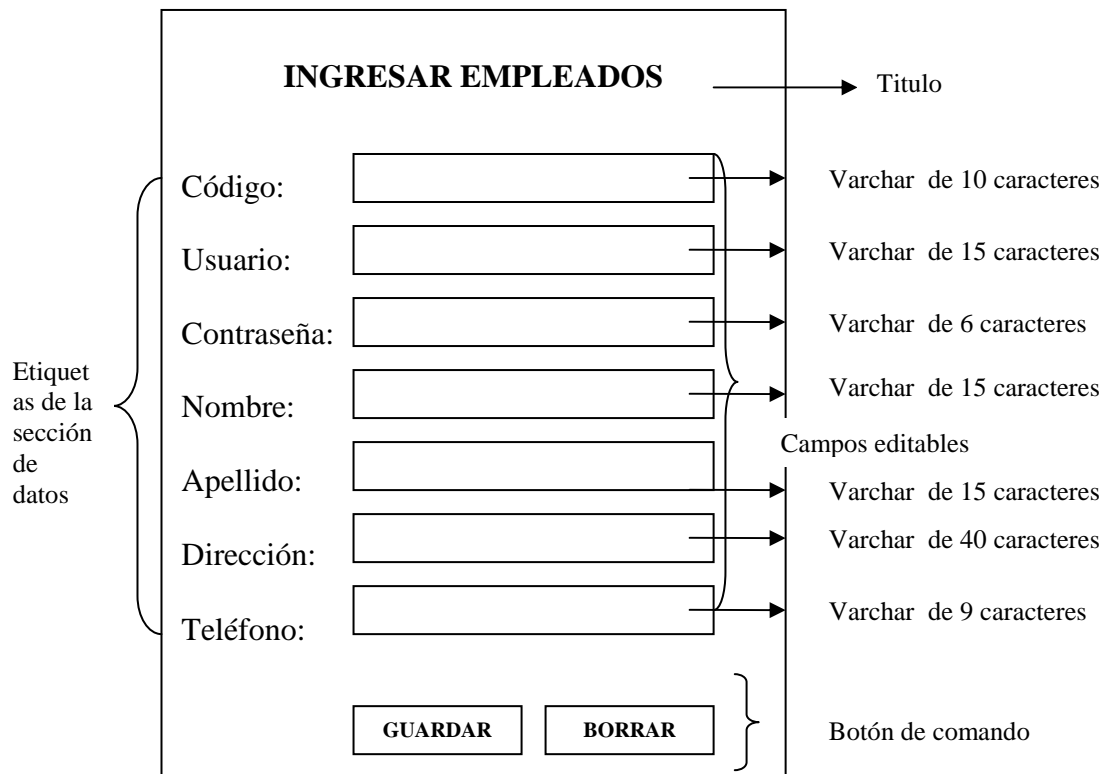 INGRESAR EMPLEADOS
Titulo
Código:
Varchar de 10 caracteres
Usuario:
Varchar de 15 caracteres
Contraseña:
Varchar de 6 caracteres
Etiquet
as de la
sección
de
datos
Nombre:
Varchar de 15 caracteres
Campos editables
Apellido:
Varchar de 15 caracteres
Dirección:
Varchar de 40 caracteres
Teléfono:
Varchar de 9 caracteres
GUARDAR
BORRAR
Botón de comando